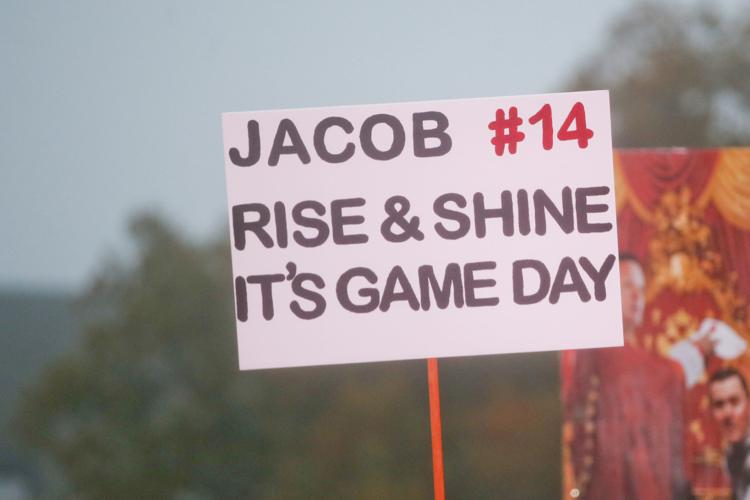 JACOB #14
RISE & SHINE
IT'S GAME DAY